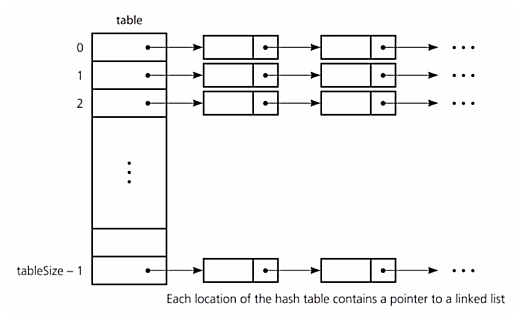 table
0
1
2
tableSize – 1
Each location of the hash table contains a pointer to a linked list